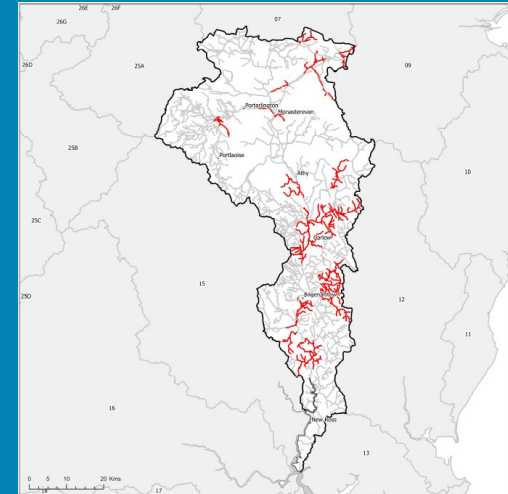 26E
26F
07
26G
26D
25A
09
Portarlington
Monasterevan
25B
Portlaoise
10
Athy
25C
Carlow
15
25D
Bagenalstown
12
11
16
New Ross
13
0 5 10 20 Kms
18
17